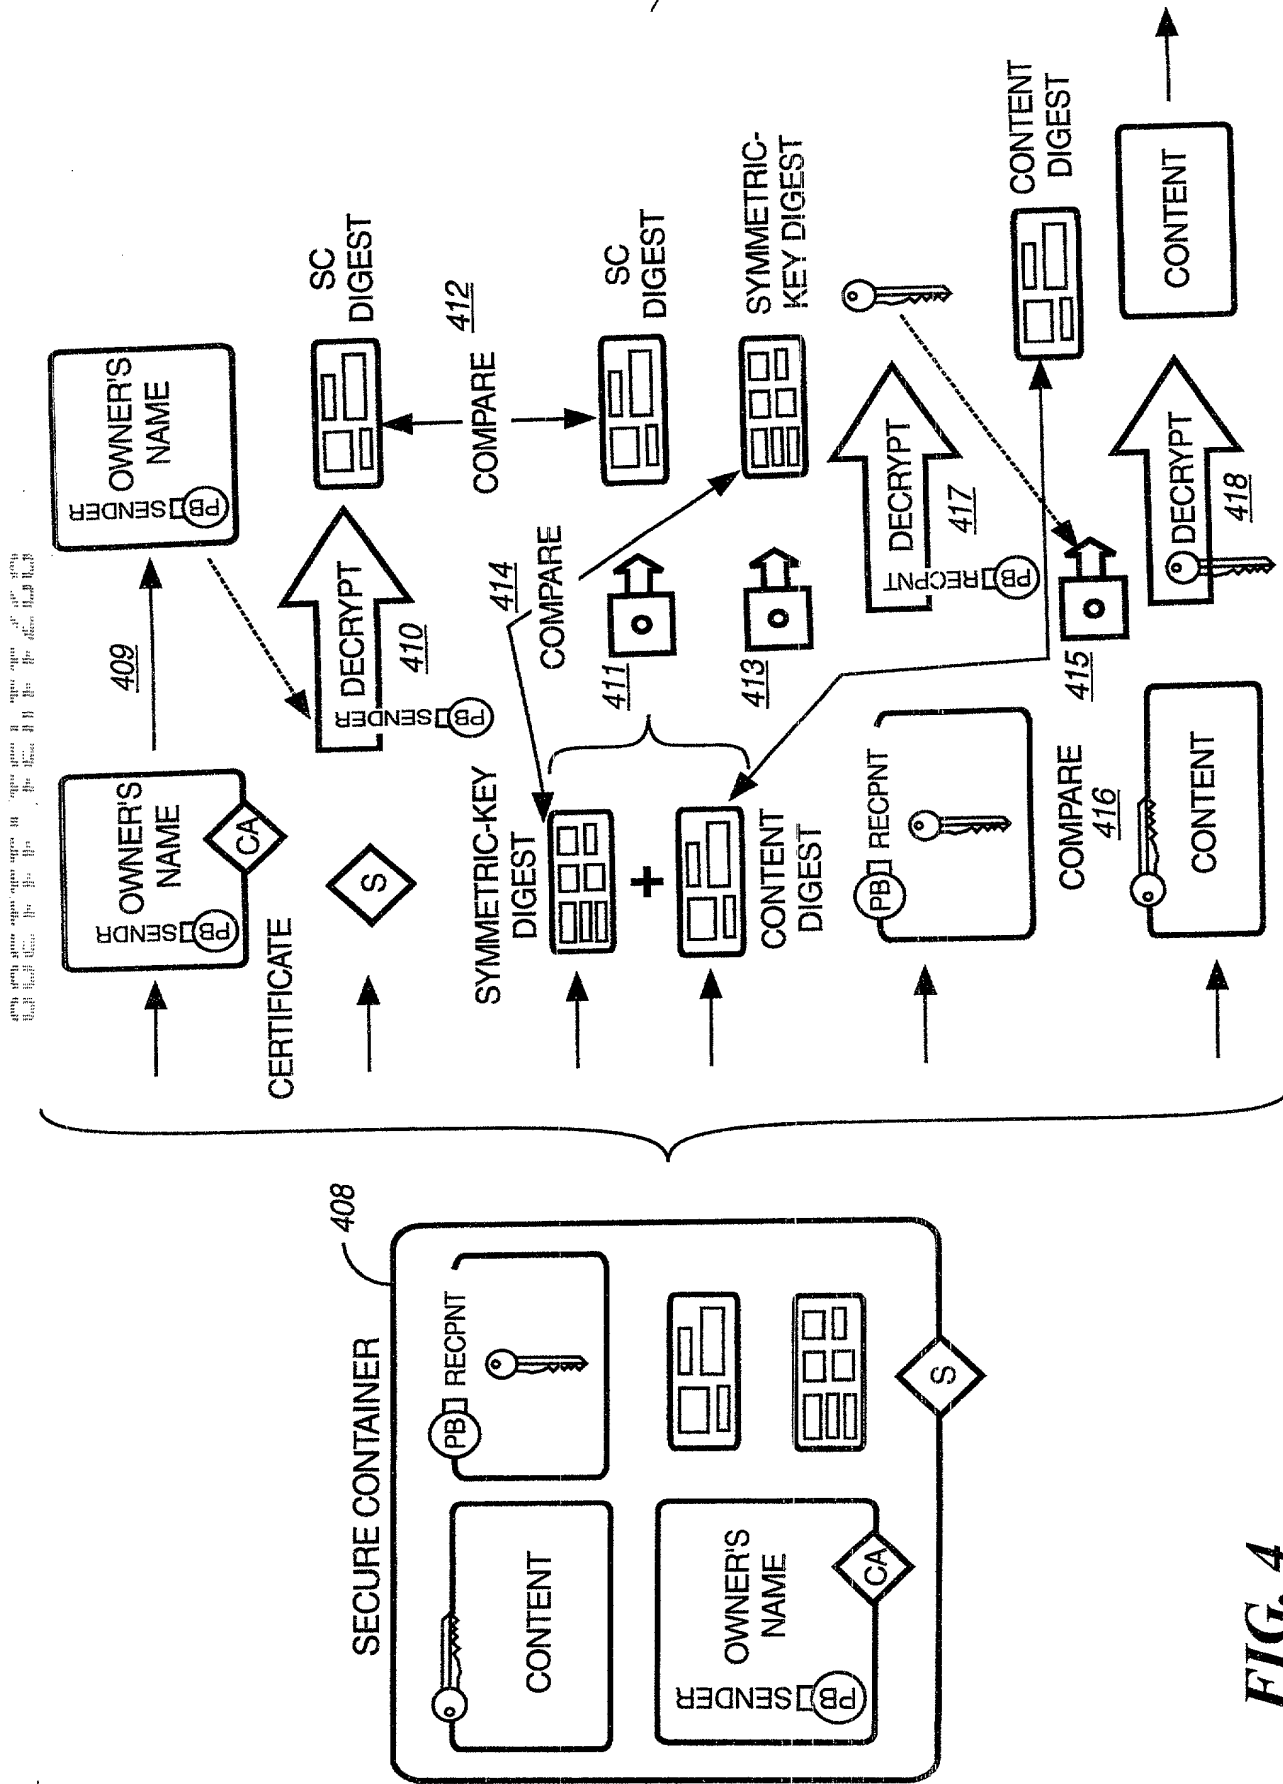 SECURE CONTAINER
408
CONTENT
PB RECPNT
PB SENDER
OWNER'S
NAME
CA
S
PB SENDR
OWNER'S
NAME
CA
CERTIFICATE
409
PB SENDER
OWNER'S
NAME
S
PB SENDER
DECRYPT
410
SC
DIGEST
COMPARE 412
SYMMETRIC-KEY
DIGEST
+
CONTENT
DIGEST
414
COMPARE
411
SC
DIGEST
413
SYMMETRIC-
KEY DIGEST
PB RECPNT
DECRYPT
417
PB RECPNT
COMPARE
416
415
CONTENT
DIGEST
CONTENT
DECRYPT
418
CONTENT
FIG. 4